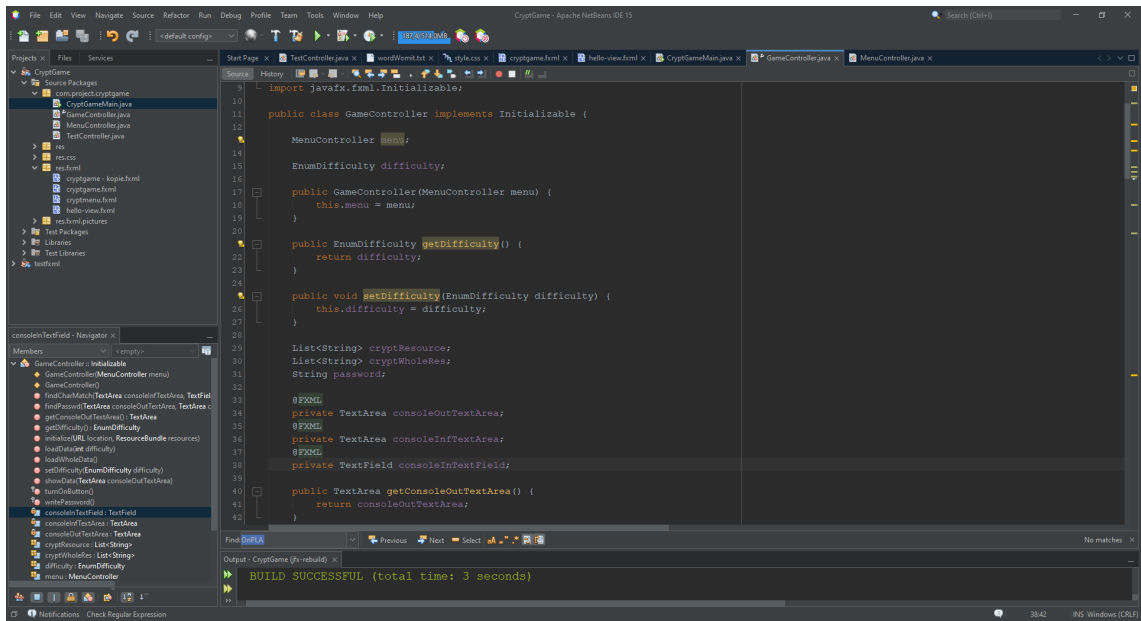 File Edit View Navigate Source Refactor Run Debug Profile Team Tools Window Help
CryptGame - Apache NetBeans IDE 15
Search (Ctrl+I)
<default config>
Projects × Files Services
CryptGame
Source Packages
com.project.cryptgame
CryptGameMain.java
GameController.java
MenuController.java
TestController.java
res
res.css
res.fxml
cryptgame - kopie.fxml
cryptgame.fxml
cryptmenu.fxml
hello-view.fxml
res.fxml.pictures
Test Packages
Libraries
Test Libraries
testfxml
consoleInTextField - Navigator ×
Members <empty>
GameController :: Initializable
GameController(MenuController menu)
GameController()
findCharMatch(TextArea consoleInfTextArea, TextFiel
findPasswd(TextArea consoleOutTextArea, TextArea c
getConsoleOutTextArea() : TextArea
getDifficulty() : EnumDifficulty
initialize(URL location, ResourceBundle resources)
loadData(int difficulty)
loadWholeData()
setDifficulty(EnumDifficulty difficulty)
showData(TextArea consoleOutTextArea)
turnOnButton()
writePassword()
consoleInTextField : TextField
consoleInfTextArea : TextArea
consoleOutTextArea : TextArea
cryptResource : List<String>
cryptWholeRes : List<String>
difficulty : EnumDifficulty
menu : MenuController
Start Page × TestController.java × wordWomit.txt × style.css × cryptgame.fxml × hello-view.fxml × CryptGameMain.java × GameController.java × MenuController.java ×
Source History
9 import javafx.fxml.Initializable;
10
11 public class GameController implements Initializable {
12
MenuController menu;
14
15 EnumDifficulty difficulty;
16
17 public GameController(MenuController menu) {
18 this.menu = menu;
19 }
20
public EnumDifficulty getDifficulty() {
22 return difficulty;
23 }
24
public void setDifficulty(EnumDifficulty difficulty) {
26 this.difficulty = difficulty;
27 }
28
29 List<String> cryptResource;
30 List<String> cryptWholeRes;
31 String password;
32
33 @FXML
34 private TextArea consoleOutTextArea;
35 @FXML
36 private TextArea consoleInfTextArea;
37 @FXML
38 private TextField consoleInTextField;
39
40 public TextArea getConsoleOutTextArea() {
41 return consoleOutTextArea;
42 }
Find: OnPLA Previous Next Select No matches ×
Output - CryptGame (jfx-rebuild) ×
BUILD SUCCESSFUL (total time: 3 seconds)
Notifications Check Regular Expression
38:42 INS Windows (CRLF)